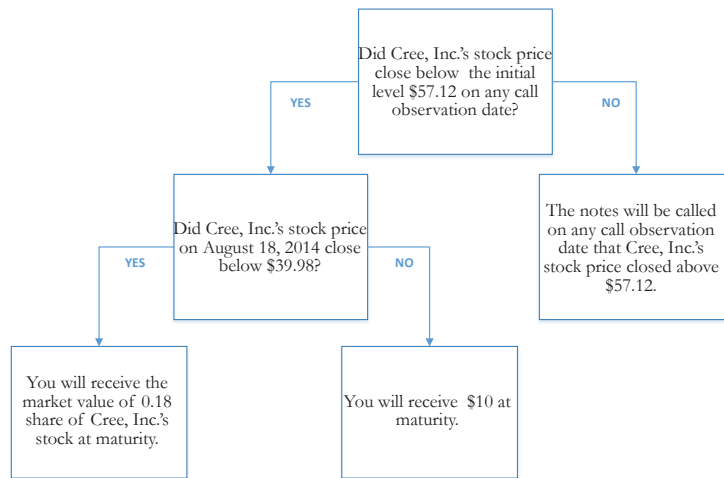 Did Cree, Inc.'s stock price
close below the initial
level $57.12 on any call
observation date?
YES
NO
Did Cree, Inc.'s stock price
on August 18, 2014 close
below $39.98?
The notes will be called
on any call observation
date that Cree, Inc.'s
stock price closed above
$57.12.
YES
NO
You will receive the
market value of 0.18
share of Cree, Inc.'s
stock at maturity.
You will receive $10 at
maturity.